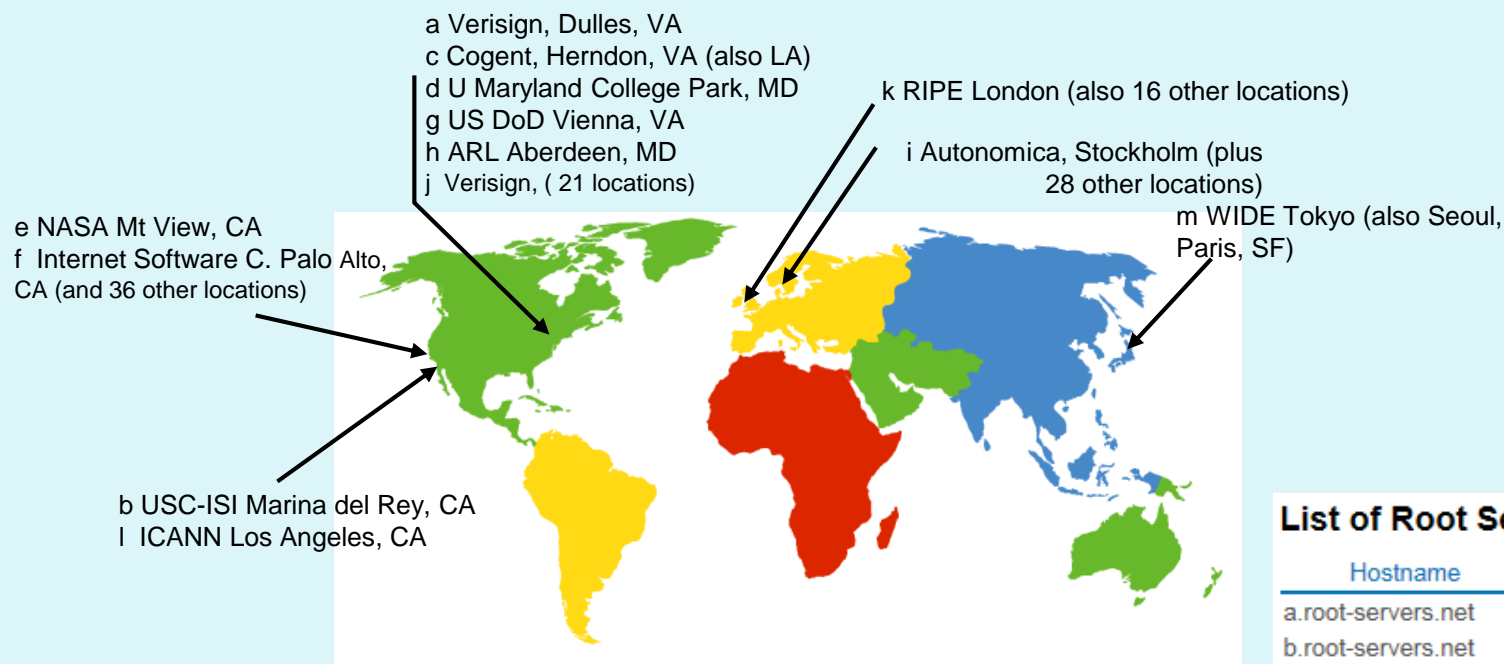 a Verisign, Dulles, VA
c Cogent, Herndon, VA (also LA)
d U Maryland College Park, MD
g US DoD Vienna, VA
h ARL Aberdeen, MD
j Verisign, ( 21 locations)
k RIPE London (also 16 other locations)
i Autonomica, Stockholm (plus
28 other locations)
m WIDE Tokyo (also Seoul,
Paris, SF)
e NASA Mt View, CA
f Internet Software C. Palo Alto,
CA (and 36 other locations)
b USC-ISI Marina del Rey, CA
l ICANN Los Angeles, CA
List of Root
Hostname
a.root-servers.net
b.root-servers.net